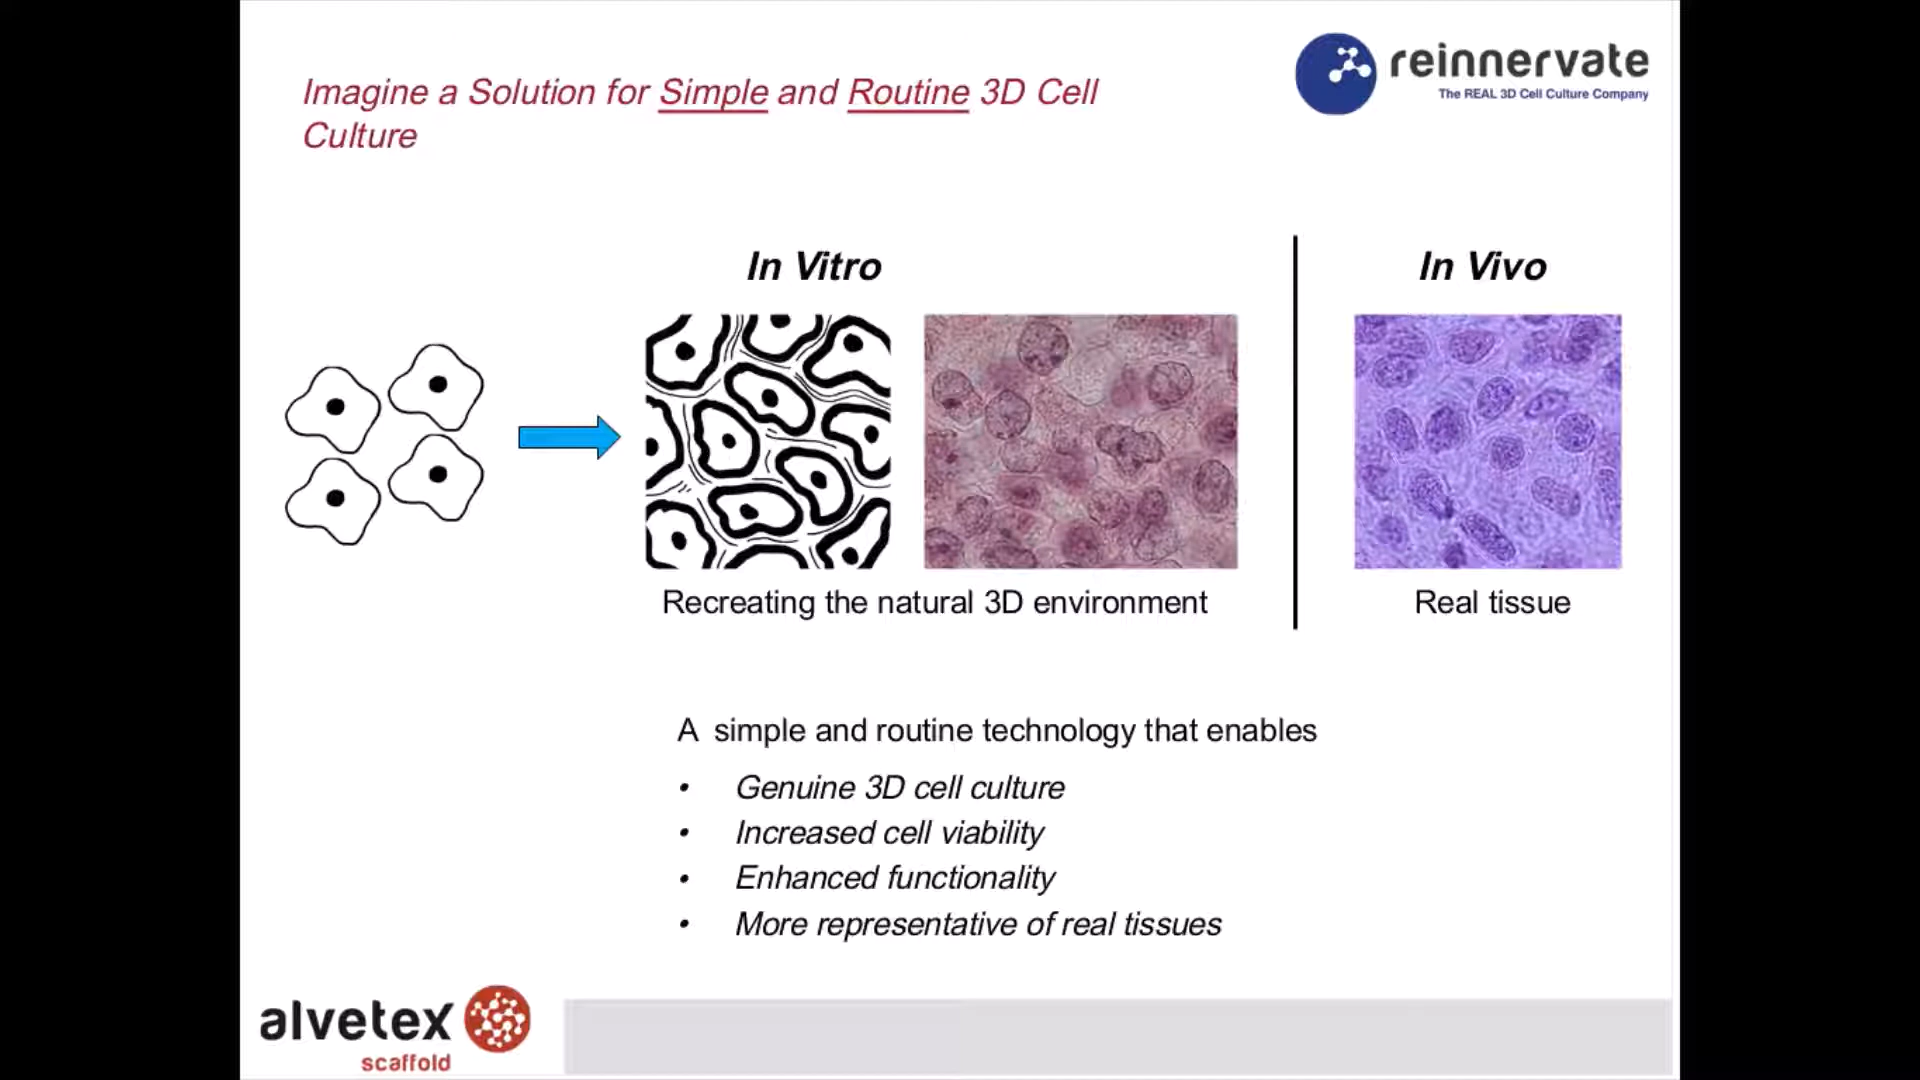 Imagine a Solution for Simple and Routine 3D Cell
Culture
reinnervate
The REAL 3D Cell Culture Company
In Vitro
In Vivo
Recreating the natural 3D environment
Real tissue
A simple and routine technology that enables
• Genuine 3D cell culture
• Increased cell viability
• Enhanced functionality
• More representative of real tissues
alvetex
scaffold